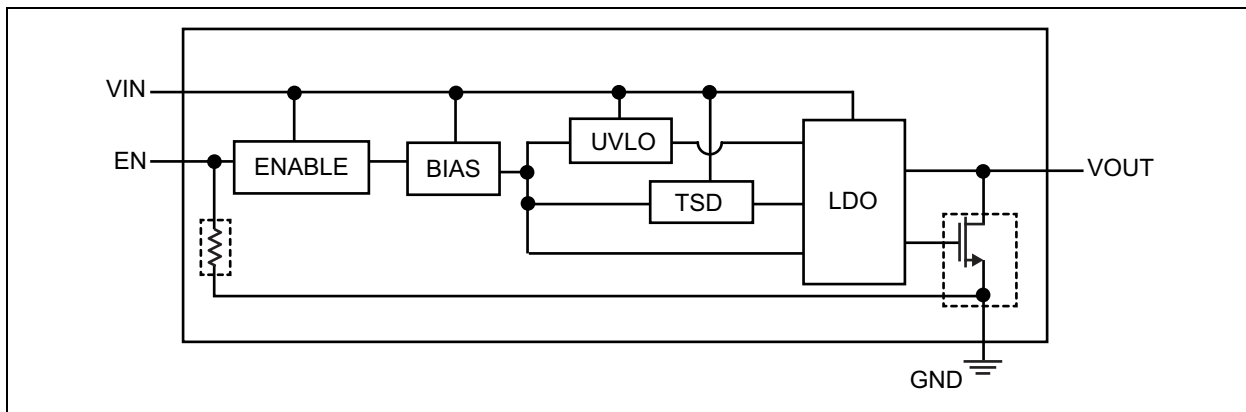 VIN
EN
ENABLE
BIAS
UVLO
TSD
LDO
VOUT
GND